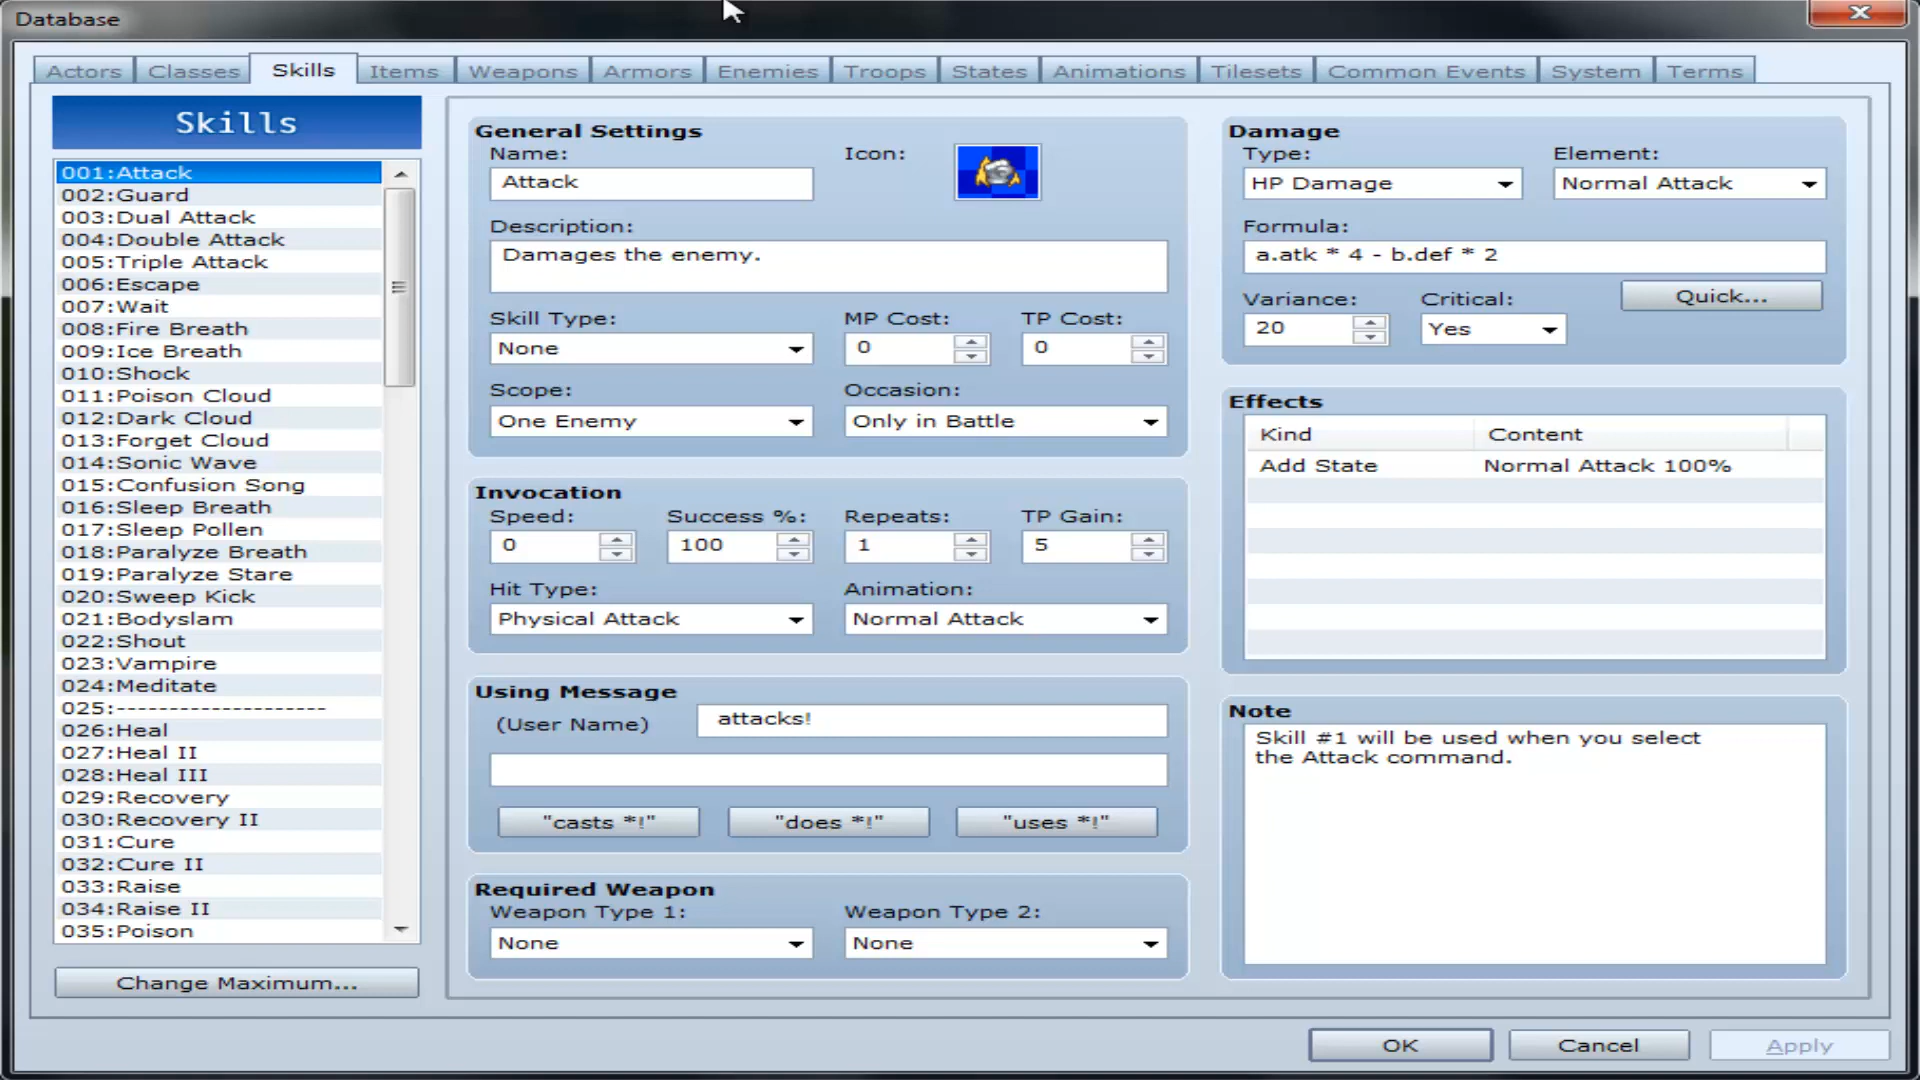 Database
Actors Classes Skills Items Weapons Armors Enemies Troops States Animations Tilesets Common Events System Terms
Skills
001:Attack
002:Guard
003:Dual Attack
004:Double Attack
005:Triple Attack
006:Escape
007:Wait
008:Fire Breath
009:Ice Breath
010:Shock
011:Poison Cloud
012:Dark Cloud
013:Forget Cloud
014:Sonic Wave
015:Confusion Song
016:Sleep Breath
017:Sleep Pollen
018:Paralyze Breath
019:Paralyze Stare
020:Sweep Kick
021:Bodyslam
022:Shout
023:Vampire
024:Meditate
025:--------------------
026:Heal
027:Heal II
028:Heal III
029:Recovery
030:Recovery II
031:Cure
032:Cure II
033:Raise
034:Raise II
035:Poison
Change Maximum...
General Settings
Name: Icon:
Attack
Description:
Damages the enemy.
Skill Type: MP Cost: TP Cost:
None 0 0
Scope: Occasion:
One Enemy Only in Battle
Invocation
Speed: Success %: Repeats: TP Gain:
0 100 1 5
Hit Type: Animation:
Physical Attack Normal Attack
Using Message
(User Name) attacks!
"casts *!" "does *!" "uses *!"
Required Weapon
Weapon Type 1: Weapon Type 2:
None None
Damage
Type: Element:
HP Damage Normal Attack
Formula:
a.atk * 4 - b.def * 2
Variance: Critical: Quick...
20 Yes
Effects
Kind Content
Add State Normal Attack 100%
Note
Skill #1 will be used when you select
the Attack command.
OK Cancel Apply